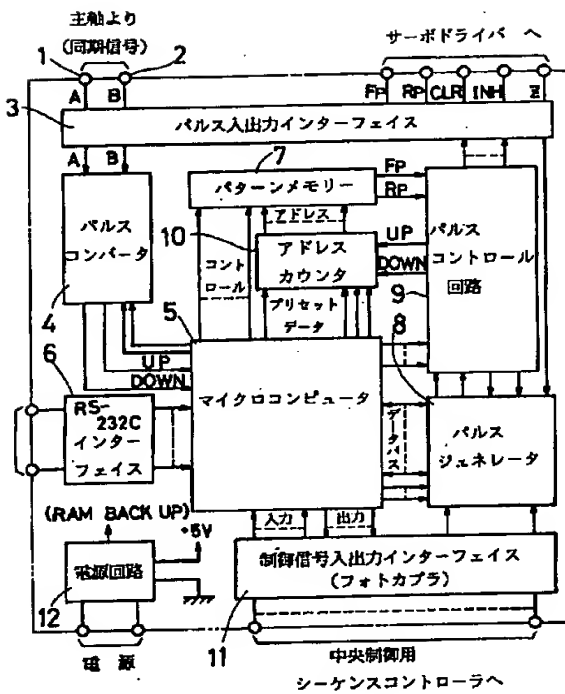 主軸より
(同期信号)
サーボドライバ へ
1
2
A
B
FP
RP
CLR
INH
Z
3
パルス入出力インターフェイス
A
B
7
パターンメモリー
FP
RP
アドレス
10
アドレス
カウンタ
UP
DOWN
パルス
コンバータ
4
コント
ロール
プリセット
データ
パルス
コントロール
回路
9
5
8
UP
DOWN
6
RS-
232C
インター
フェイス
マイクロコンピュータ
データバス
パルス
ジェネレータ
(RAM BACK UP)
+5V
入力
出力
電源回路
12
制御信号入出力インターフェイス
(フォトカプラ)
11
電 源
中央制御用
シーケンスコントローラへ